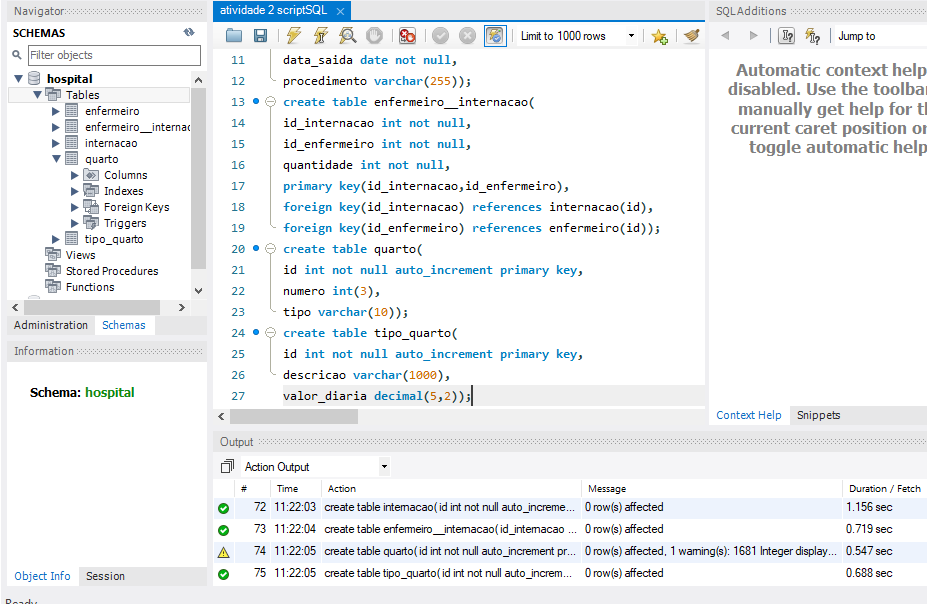 Navigator
SCHEMAS
Filter objects
hospital
Tables
enfermeiro
enfermeiro__internac
internacao
quarto
Columns
Indexes
Foreign Keys
Triggers
tipo_quarto
Views
Stored Procedures
Functions
Administration Schemas
Information
Schema: hospital
Object Info Session
Ready
atividade 2 scriptSQL ×
Limit to 1000 rows
11 data_saida date not null,
12 procedimento varchar(255));
13 create table enfermeiro__internacao(
14 id_internacao int not null,
15 id_enfermeiro int not null,
16 quantidade int not null,
17 primary key(id_internacao,id_enfermeiro),
18 foreign key(id_internacao) references internacao(id),
19 foreign key(id_enfermeiro) references enfermeiro(id));
20 create table quarto(
21 id int not null auto_increment primary key,
22 numero int(3),
23 tipo varchar(10));
24 create table tipo_quarto(
25 id int not null auto_increment primary key,
26 descricao varchar(1000),
27 valor_diaria decimal(5,2));
SQLAdditions
Jump to
Automatic context help
disabled. Use the toolbar
manually get help for th
current caret position or
toggle automatic help
Context Help Snippets
Output
Action Output
# Time Action Message Duration / Fetch
72 11:22:03 create table internacao( id int not null auto_increme... 0 row(s) affected 1.156 sec
73 11:22:04 create table enfermeiro__internacao( id_internacao ... 0 row(s) affected 0.719 sec
74 11:22:05 create table quarto( id int not null auto_increment pr... 0 row(s) affected, 1 warning(s): 1681 Integer display... 0.547 sec
75 11:22:05 create table tipo_quarto( id int not null auto_increm... 0 row(s) affected 0.688 sec